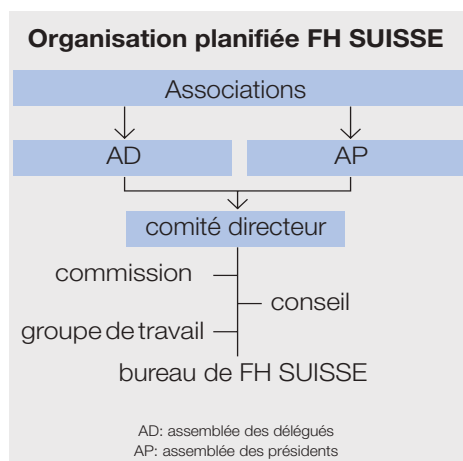 Organisation planifiée FH SUISSE
Associations
AD
AP
comité directeur
commission
conseil
groupe de travail
bureau de FH SUISSE
AD: assemblée des délégués
AP: assemblée des présidents